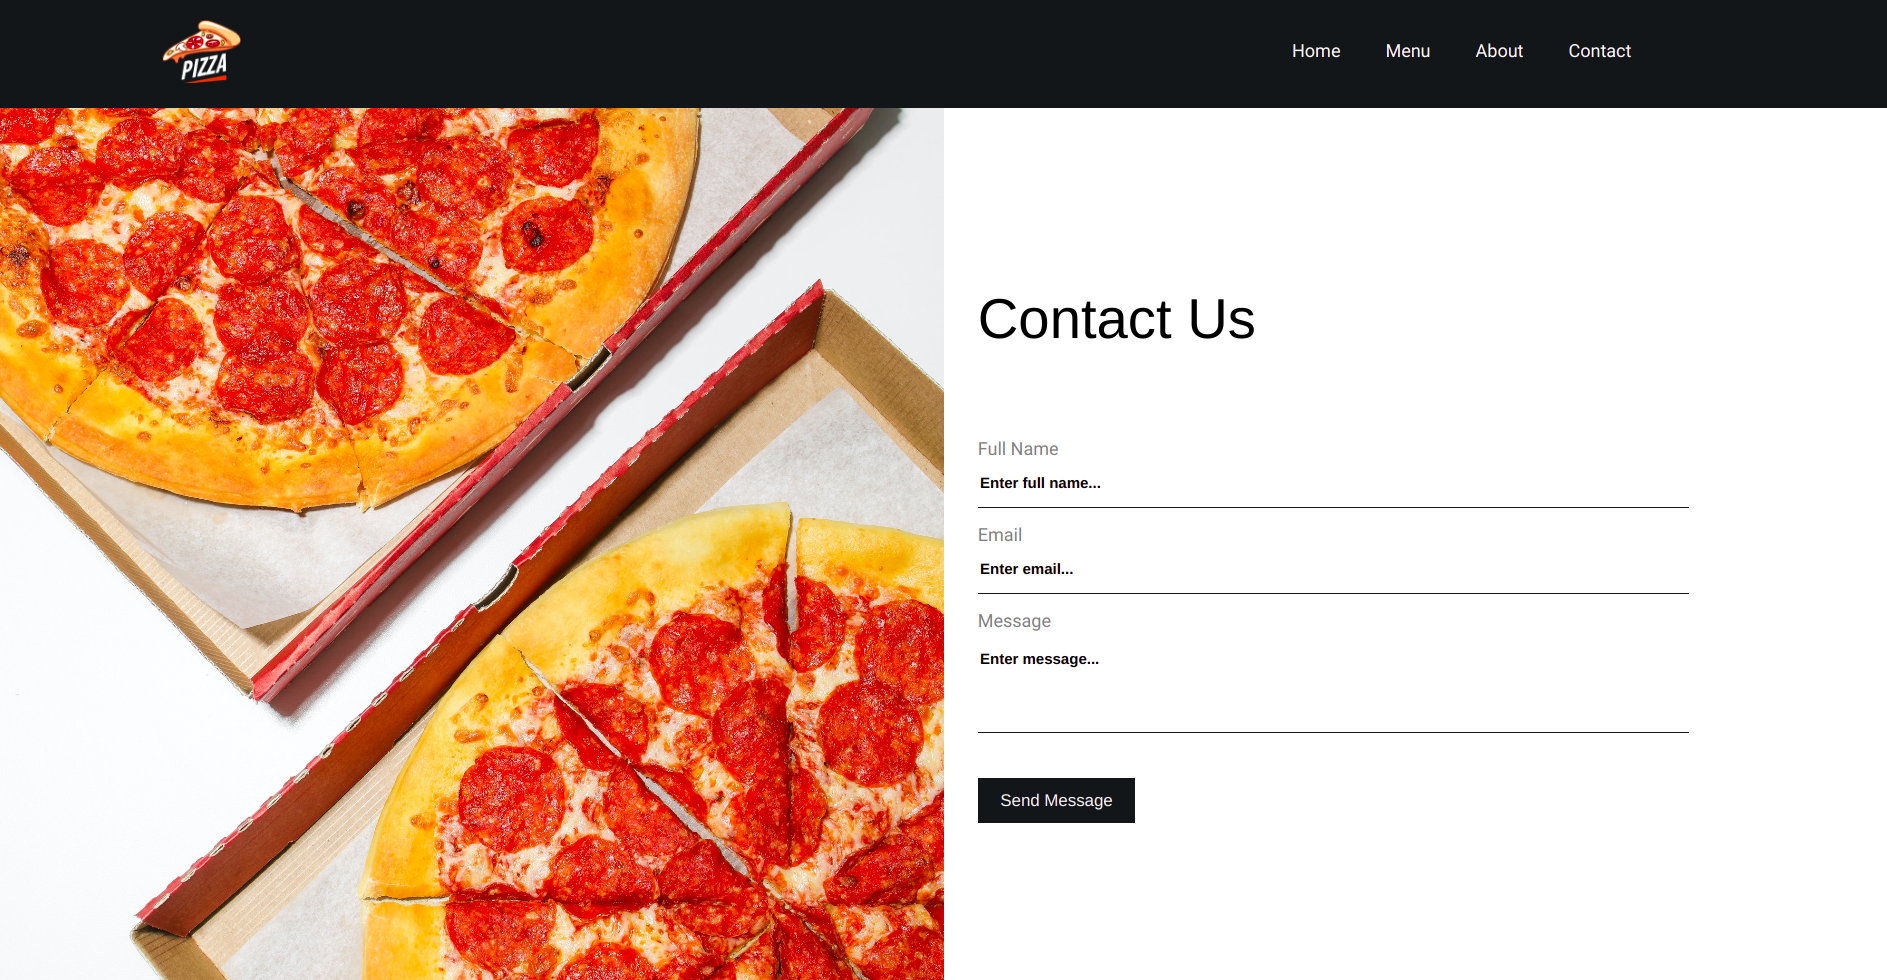 PIZZA
Home Menu About Contact
Contact Us
Full Name
Enter full name...
Email
Enter email...
Message
Enter message...
Send Message